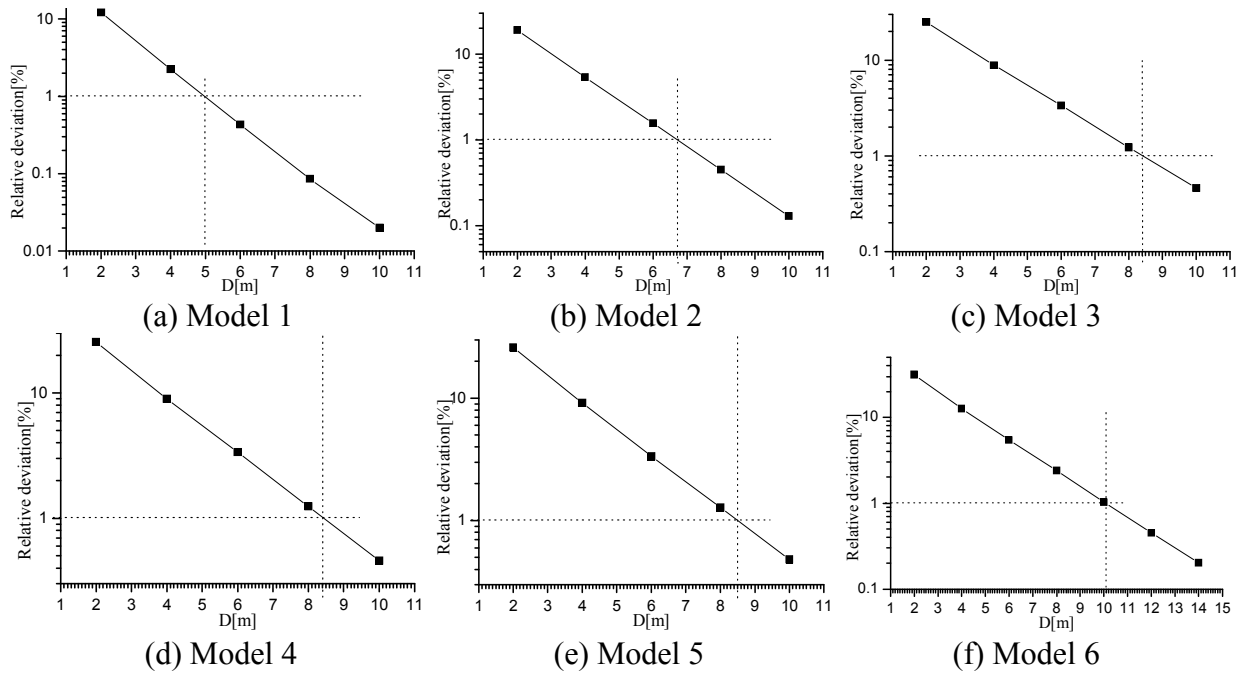 10
1
0.1
0.01
Relative deviation[%]
1 2 3 4 5 6 7 8 9 10 11
D[m]
(a) Model 1
10
1
0.1
Relative deviation[%]
1 2 3 4 5 6 7 8 9 10 11
D[m]
(b) Model 2
10
1
0.1
Relative deviation[%]
1 2 3 4 5 6 7 8 9 10 11
D[m]
(c) Model 3
10
1
Relative deviation[%]
1 2 3 4 5 6 7 8 9 10 11
D[m]
(d) Model 4
10
1
Relative deviation[%]
1 2 3 4 5 6 7 8 9 10 11
D[m]
(e) Model 5
10
1
0.1
Relative deviation[%]
1 2 3 4 5 6 7 8 9 10 11 12 13 14 15
D[m]
(f) Model 6